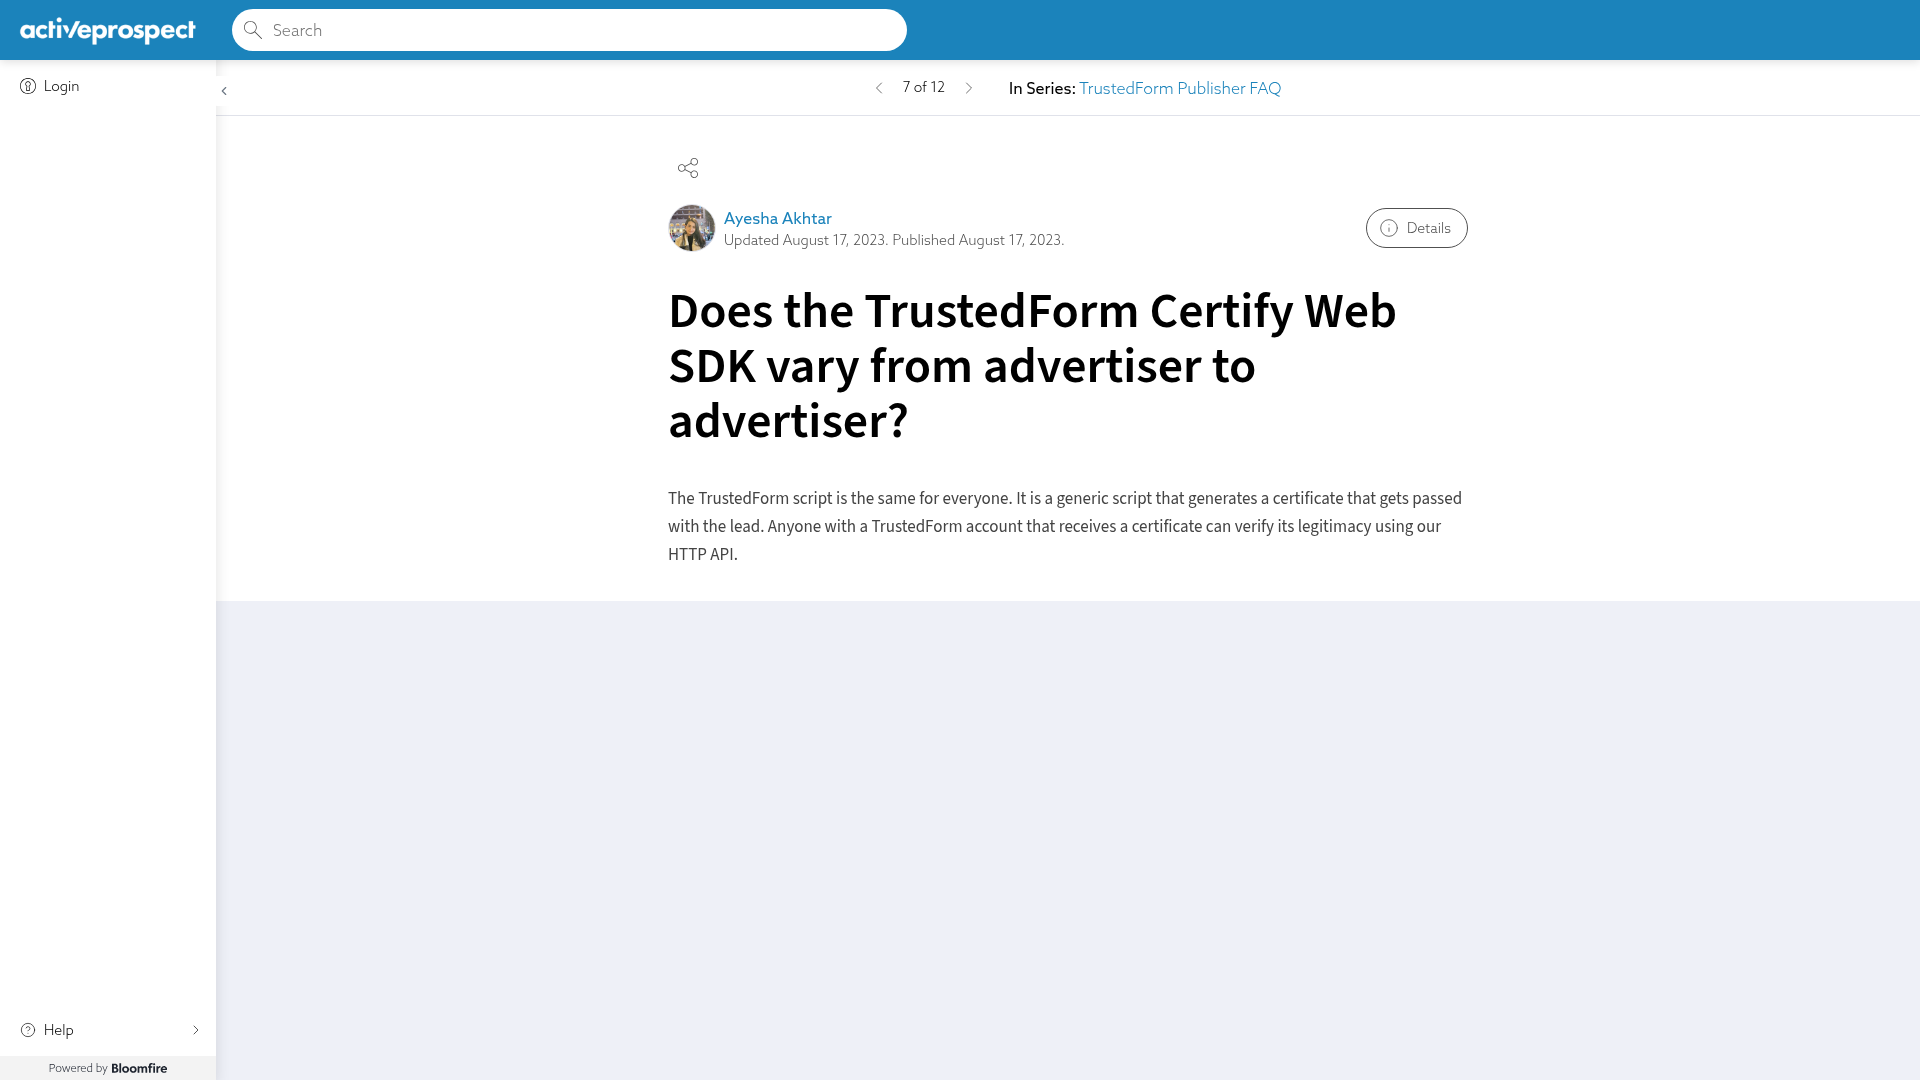 activeprospect
Search
Login
7 of 12
In Series: TrustedForm Publisher FAQ
Ayesha Akhtar
Updated August 17, 2023. Published August 17, 2023.
Details
Does the TrustedForm Certify Web
SDK vary from advertiser to
advertiser?
The TrustedForm script is the same for everyone. It is a generic script that generates a certificate that gets passed
with the lead. Anyone with a TrustedForm account that receives a certificate can verify its legitimacy using our
HTTP API.
Help
Powered by Bloomfire